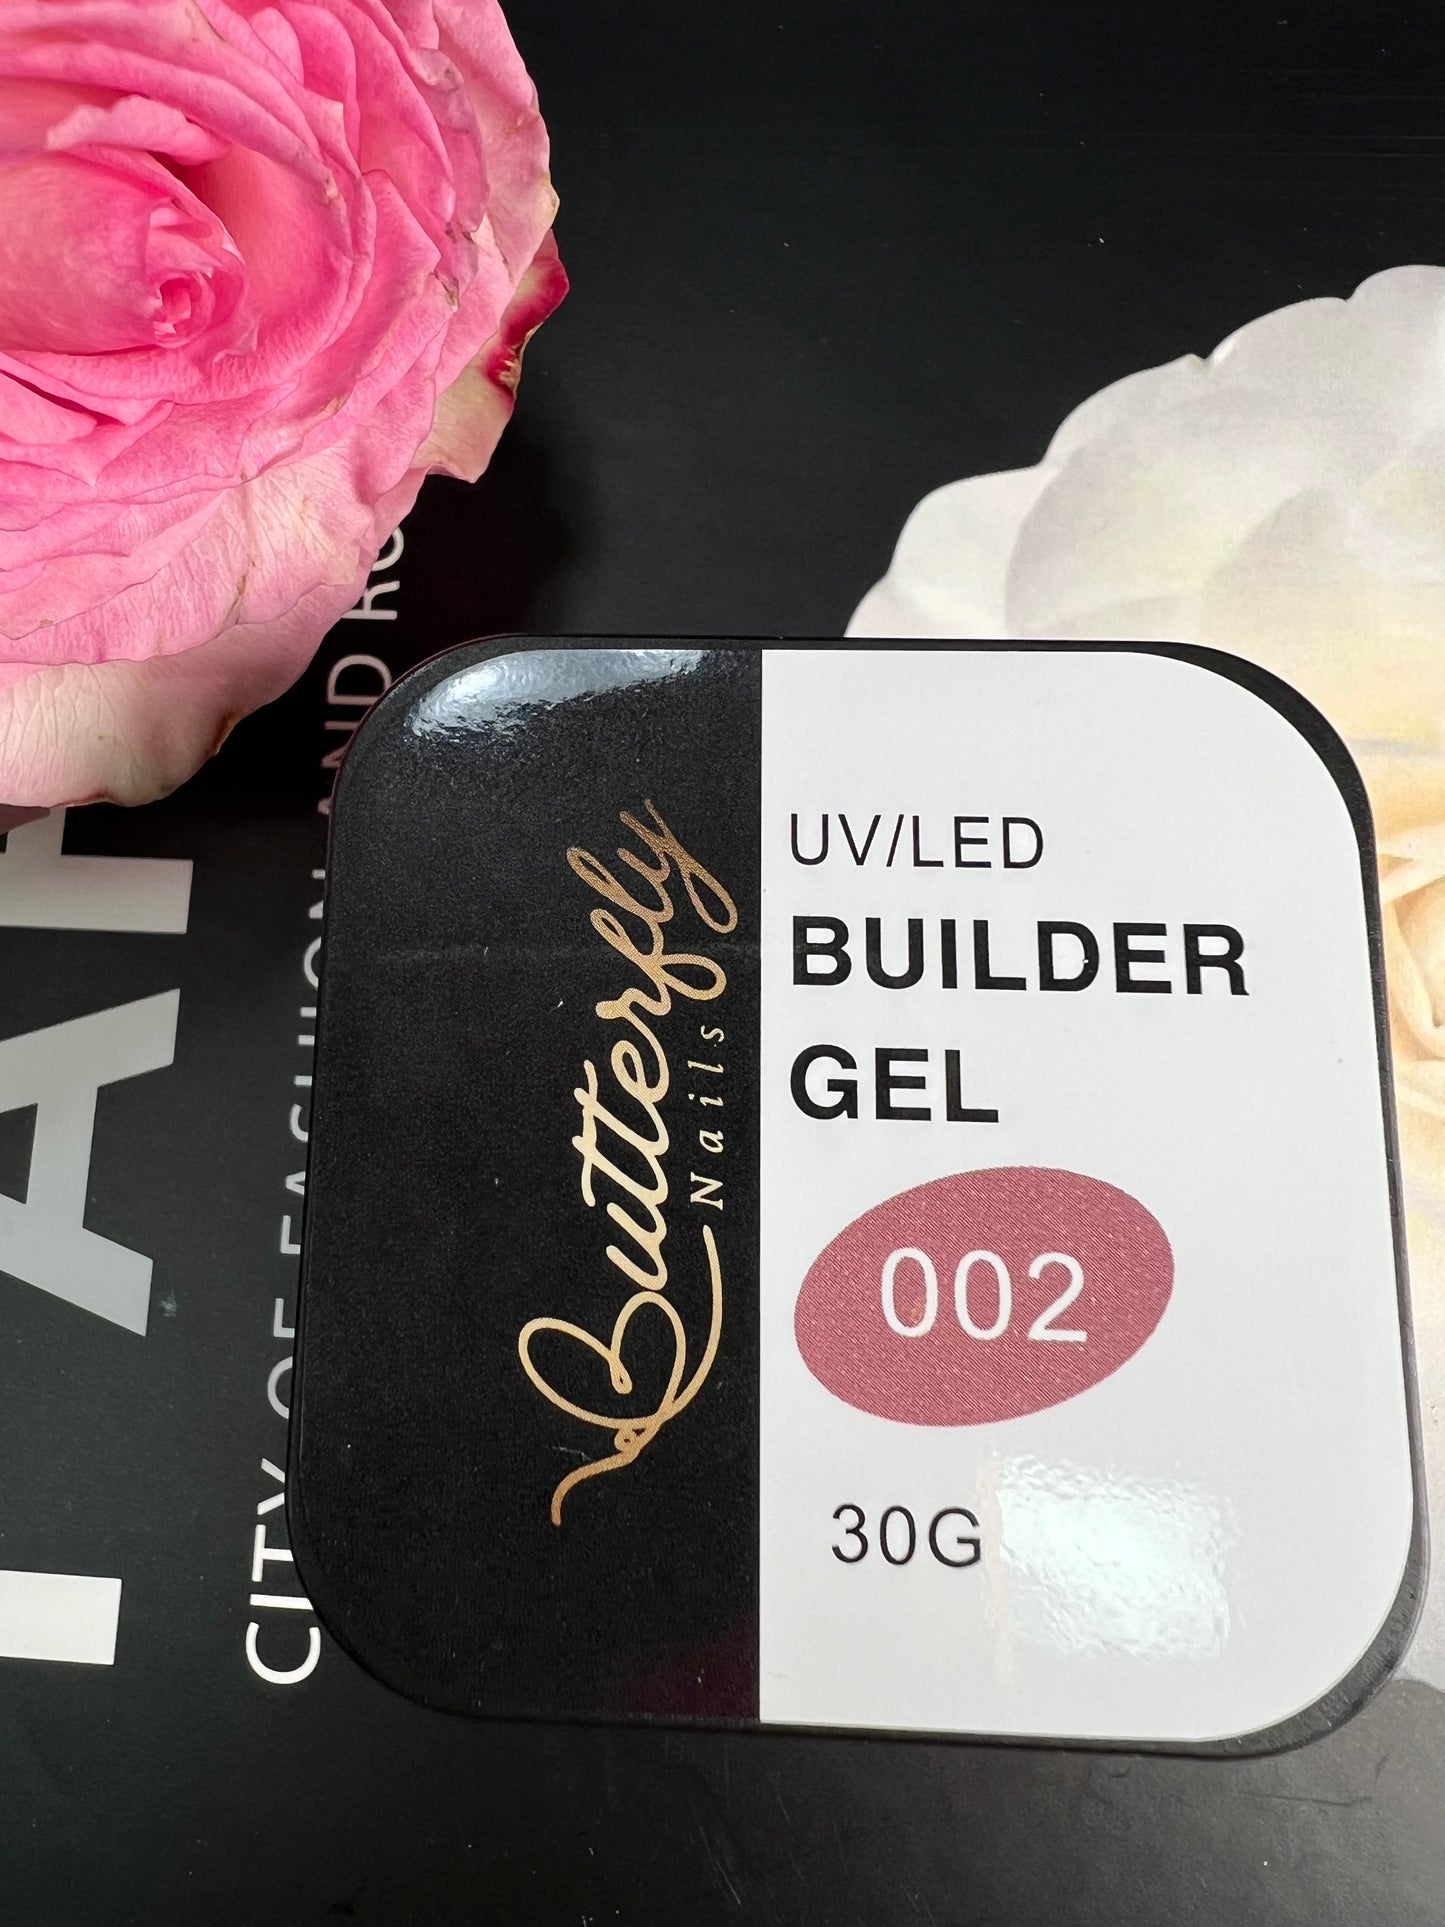 Butterfly
Nails
UV/LED
BUILDER
GEL
002
30G
CITY OF FASHION AND